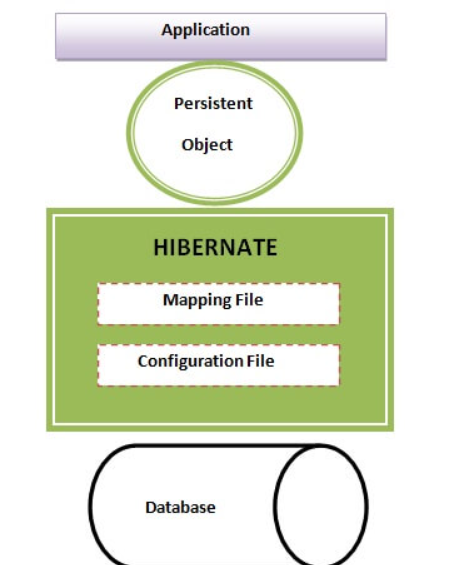 Application
Persistent
Object
HIBERNATE
Mapping File
Configuration File
Database